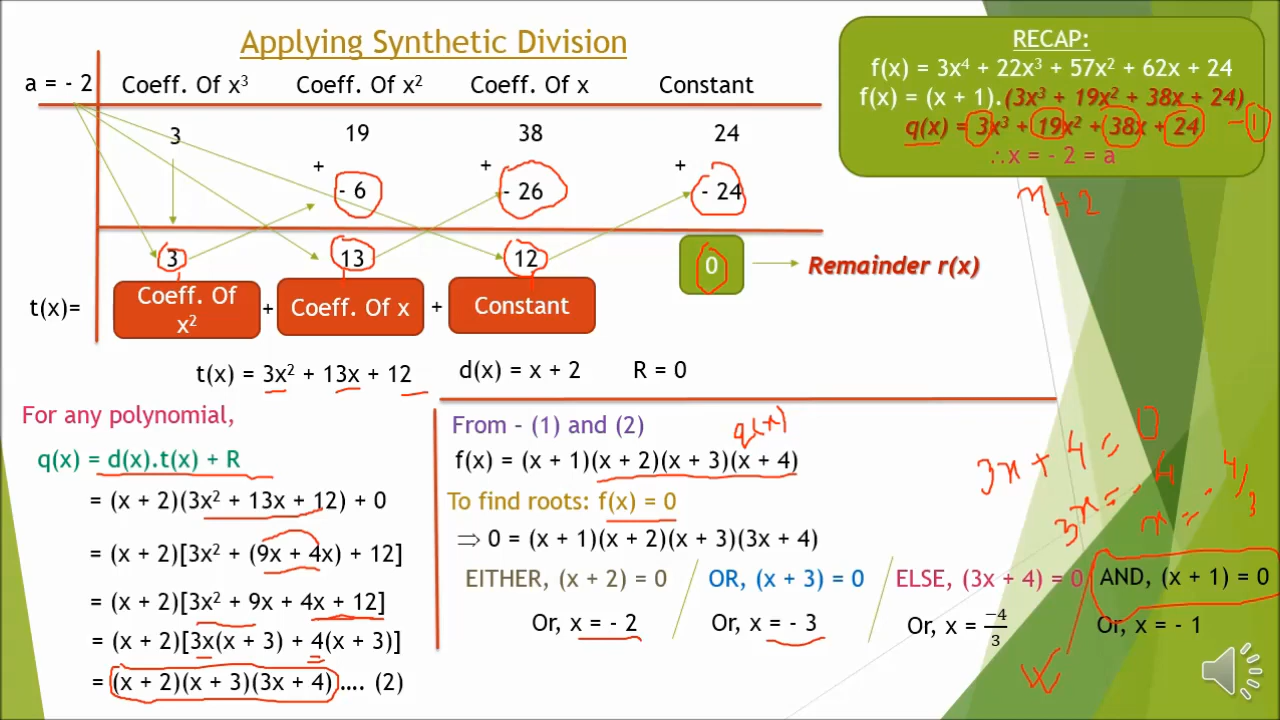 Applying Synthetic Division
a = - 2 Coeff. Of x³ Coeff. Of x² Coeff. Of x Constant
3 19 38 24
+ + +
- 6 - 26 - 24
3 13 12 0 Remainder r(x)
t(x)= Coeff. Of x² + Coeff. Of x + Constant
t(x) = 3x² + 13x + 12 d(x) = x + 2 R = 0
RECAP:
f(x) = 3x⁴ + 22x³ + 57x² + 62x + 24
f(x) = (x + 1).(3x³ + 19x² + 38x + 24)
q(x) = 3x³ + 19x² + 38x + 24 - 1
∴x = - 2 = a
x + 2
For any polynomial,
q(x) = d(x).t(x) + R
= (x + 2)(3x² + 13x + 12) + 0
= (x + 2)[3x² + (9x + 4x) + 12]
= (x + 2)[3x² + 9x + 4x + 12]
= (x + 2)[3x(x + 3) + 4(x + 3)]
= (x + 2)(x + 3)(3x + 4)…. (2)
From – (1) and (2)
q(x)
f(x) = (x + 1)(x + 2)(x + 3)(x + 4)
To find roots: f(x) = 0
⇒ 0 = (x + 1)(x + 2)(x + 3)(3x + 4)
EITHER, (x + 2) = 0 OR, (x + 3) = 0 ELSE, (3x + 4) = 0 AND, (x + 1) = 0
Or, x = - 2 Or, x = - 3 Or, x = −4/3 Or, x = - 1
3x + 4 = 0
3x = - 4
x = - 4/3